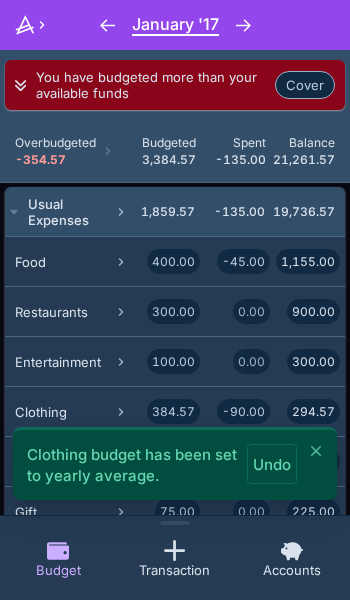 January '17
You have budgeted more than your
available funds
Cover
Overbudgeted Budgeted Spent Balance
-354.57 3,384.57 -135.00 21,261.57
Usual
Expenses
1,859.57 -135.00 19,736.57
Food 400.00 -45.00 1,155.00
Restaurants 300.00 0.00 900.00
Entertainment 100.00 0.00 300.00
Clothing 384.57 -90.00 294.57
Clothing budget has been set
to yearly average.
Undo
Gift 75.00 0.00 225.00
Budget Transaction Accounts